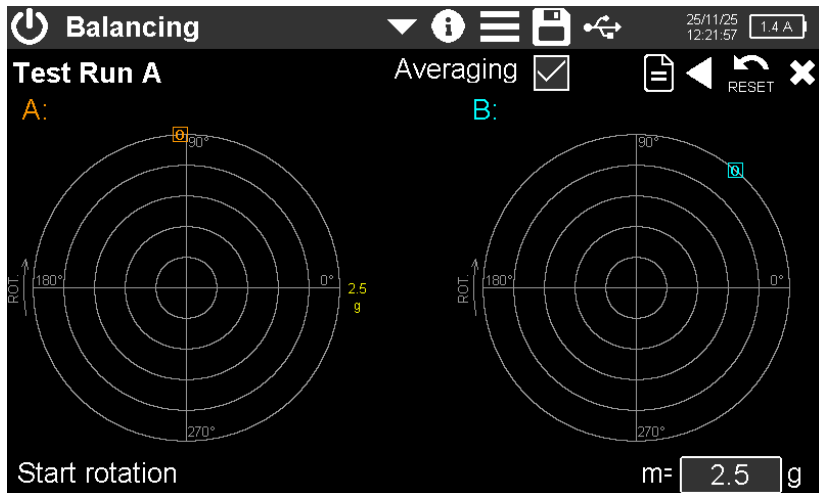 Balancing
25/11/25
12:21:57
1.4 A
Test Run A
Averaging
RESET
A:
B:
0
90°
180°
0°
270°
ROT.
2.5
g
0
90°
180°
0°
270°
ROT.
Start rotation
m= 2.5 g